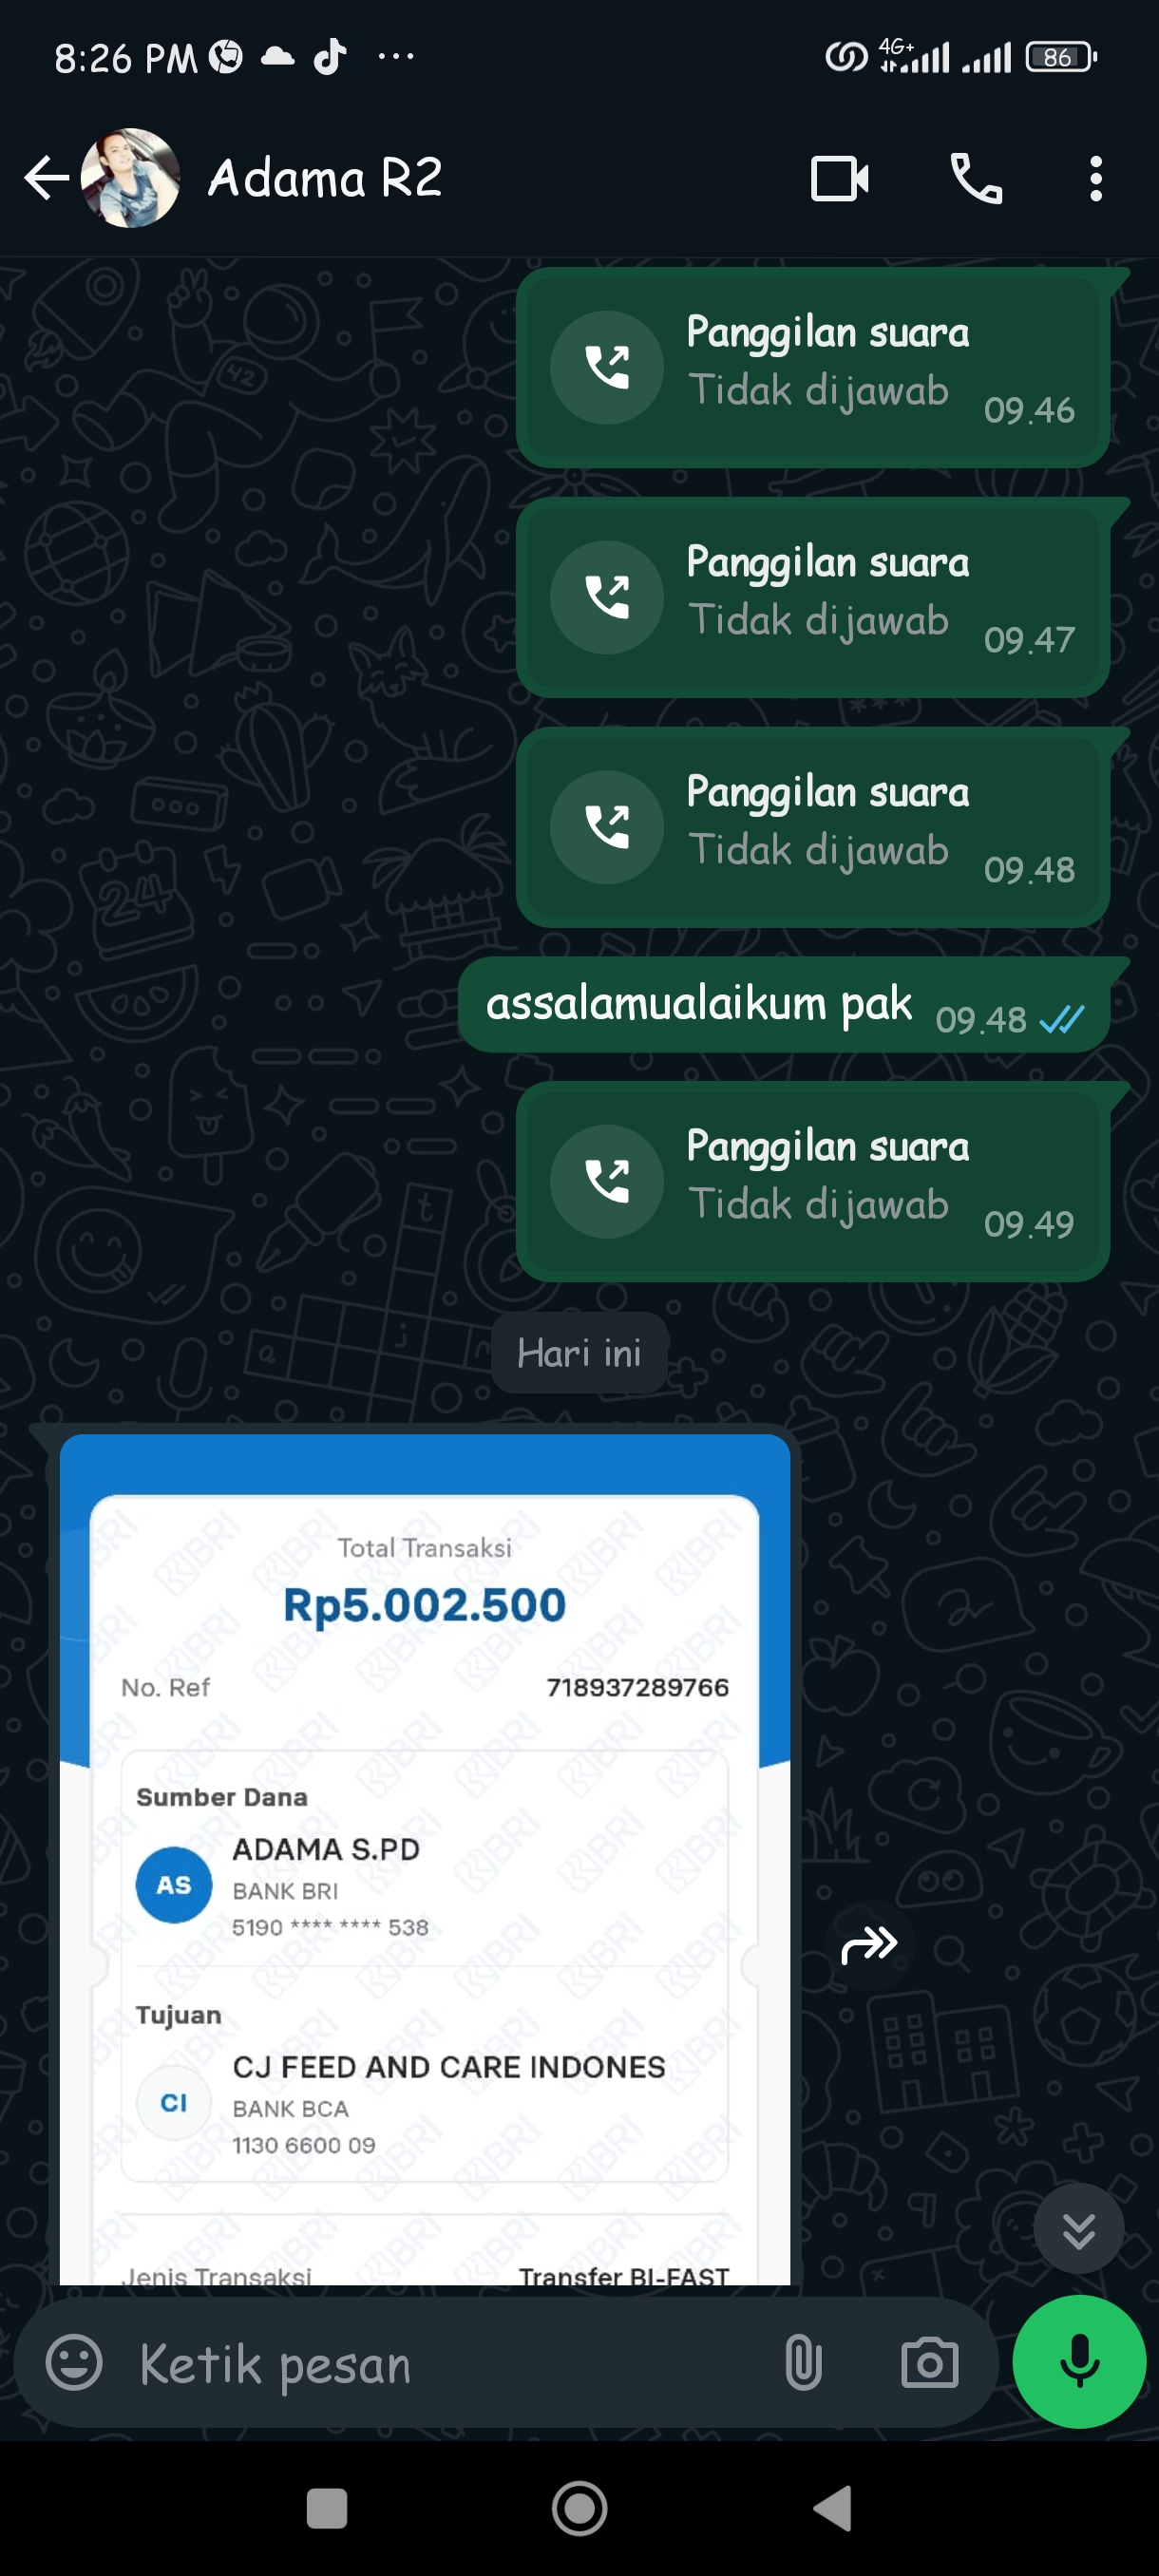 8:26 PM ...
4G+
86
Adama R2
Panggilan suara
Tidak dijawab
09.46
Panggilan suara
Tidak dijawab
09.47
Panggilan suara
Tidak dijawab
09.48
assalamualaikum pak 09.48
Panggilan suara
Tidak dijawab
09.49
Hari ini
Total Transaksi
Rp5.002.500
No. Ref 718937289766
Sumber Dana
AS
ADAMA S.PD
BANK BRI
5190 **** **** 538
Tujuan
CI
CJ FEED AND CARE INDONES
BANK BCA
1130 6600 09
Jenis Transaksi Transfer BI-FAST
Ketik pesan